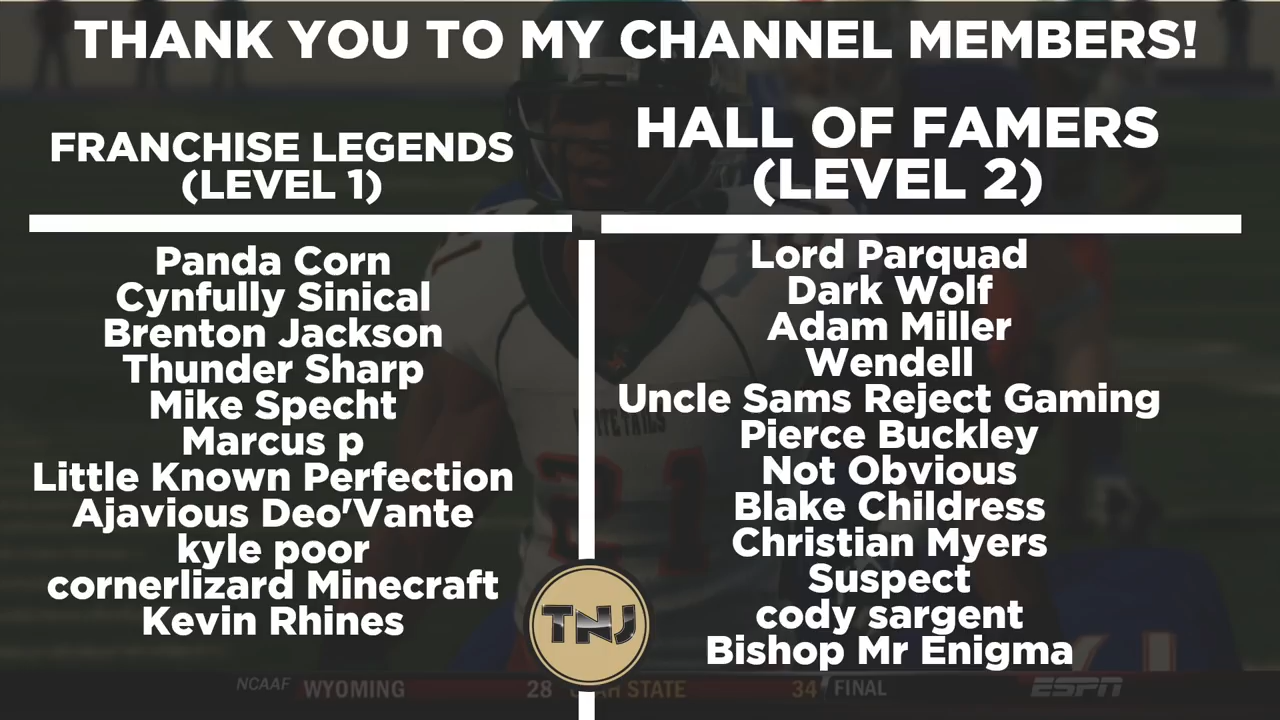 THANK YOU TO MY CHANNEL MEMBERS!
FRANCHISE LEGENDS
(LEVEL 1)
Panda Corn
Cynfully Sinical
Brenton Jackson
Thunder Sharp
Mike Specht
Marcus p
Little Known Perfection
Ajavious Deo'Vante
kyle poor
cornerlizard Minecraft
Kevin Rhines
HALL OF FAMERS
(LEVEL 2)
Lord Parquad
Dark Wolf
Adam Miller
Wendell
Uncle Sams Reject Gaming
Pierce Buckley
Not Obvious
Blake Childress
Christian Myers
Suspect
cody sargent
Bishop Mr Enigma
TNJ
21
NCAAF WYOMING 28 STATE 34 FINAL ESPN